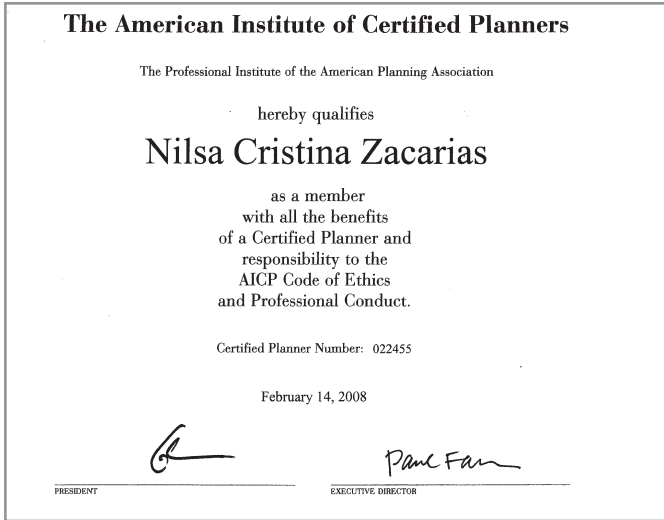 The American Institute of Certified Planners
The Professional Institute of the American Planning Association
hereby qualifies
Nilsa Cristina Zacarias
as a member
with all the benefits
of a Certified Planner and
responsibility to the
AICP Code of Ethics
and Professional Conduct.
Certified Planner Number: 022455
February 14, 2008
PRESIDENT
EXECUTIVE DIRECTOR